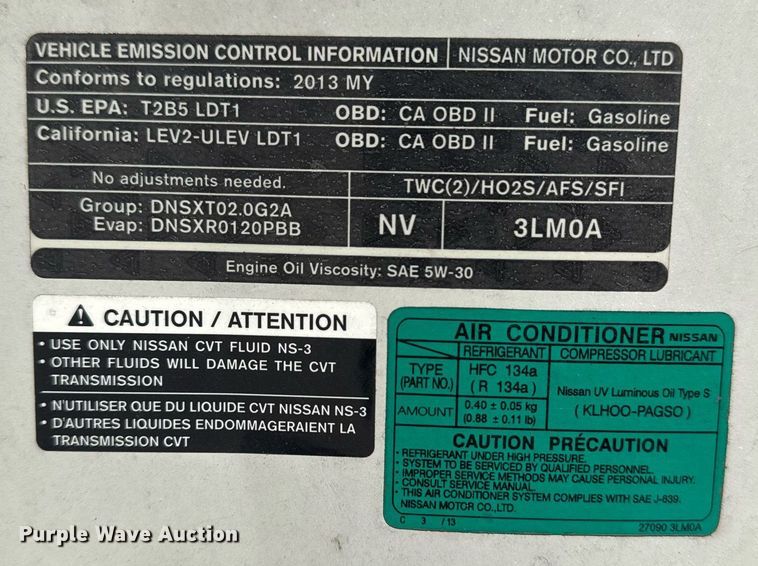 VEHICLE EMISSION CONTROL INFORMATION NISSAN MOTOR CO., LTD
Conforms to regulations: 2013 MY
U.S. EPA: T2B5 LDT1 OBD: CA OBD II Fuel: Gasoline
California: LEV2-ULEV LDT1 OBD: CA OBD II Fuel: Gasoline
No adjustments needed. TWC(2)/HO2S/AFS/SFI
Group: DNSXT02.0G2A
Evap: DNSXR0120PBB
NV 3LM0A
Engine Oil Viscosity: SAE 5W-30
CAUTION / ATTENTION
• USE ONLY NISSAN CVT FLUID NS-3
• OTHER FLUIDS WILL DAMAGE THE CVT
TRANSMISSION
• N'UTILISER QUE DU LIQUIDE CVT NISSAN NS-3
• D'AUTRES LIQUIDES ENDOMMAGERAIENT LA
TRANSMISSION CVT
AIR CONDITIONER NISSAN
REFRIGERANT COMPRESSOR LUBRICANT
TYPE
(PART NO.)
HFC 134a
(R 134a)
Nissan UV Luminous Oil Type S
(KLHOO-PAGSO)
AMOUNT
0.40 ± 0.05 kg
(0.88 ± 0.11 lb)
CAUTION PRÉCAUTION
• REFRIGERANT UNDER HIGH PRESSURE.
• SYSTEM TO BE SERVICED BY QUALIFIED PERSONNEL.
• IMPROPER SERVICE METHODS MAY CAUSE PERSONAL INJURY.
• CONSULT SERVICE MANUAL.
• THIS AIR CONDITIONER SYSTEM COMPLIES WITH SAE J-639.
NISSAN MOTOR CO.,LTD.
C 3 /13 27090 3LM0A
Purple Wave Auction